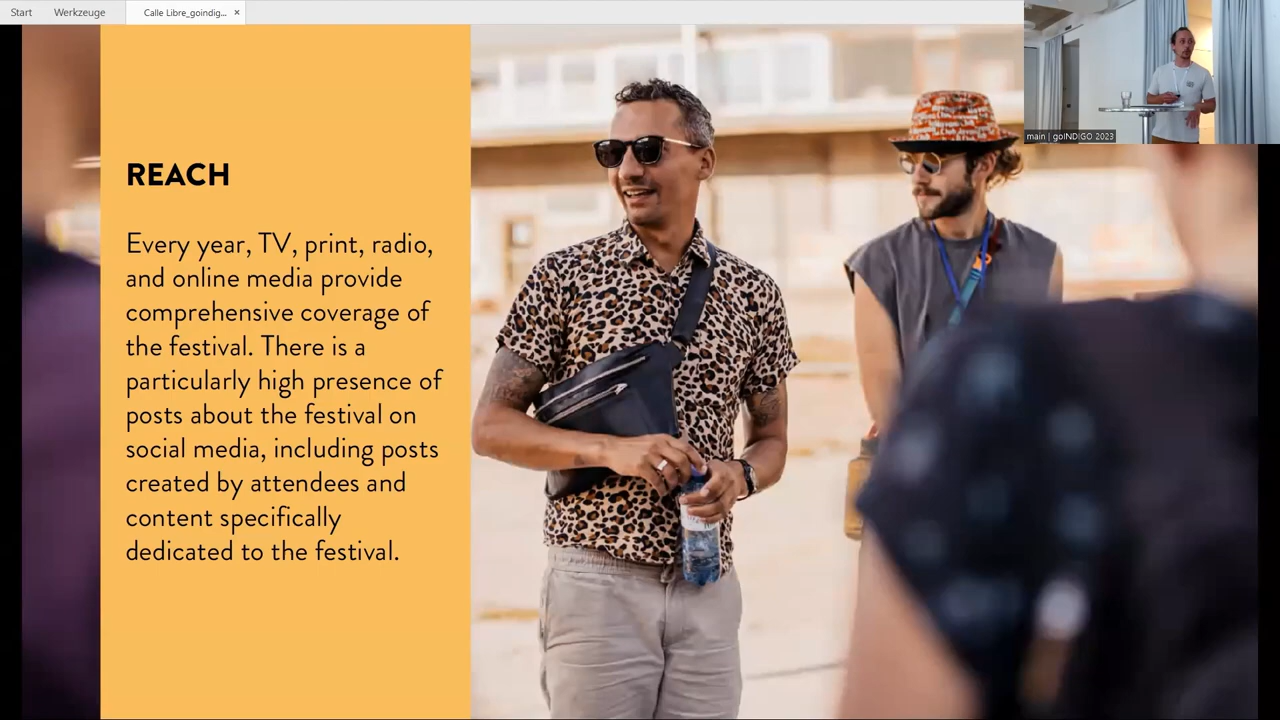 Start Werkzeuge Calle Libre_goindig... ×
main | goINDIGO 2023
REACH
Every year, TV, print, radio,
and online media provide
comprehensive coverage of
the festival. There is a
particularly high presence of
posts about the festival on
social media, including posts
created by attendees and
content specifically
dedicated to the festival.